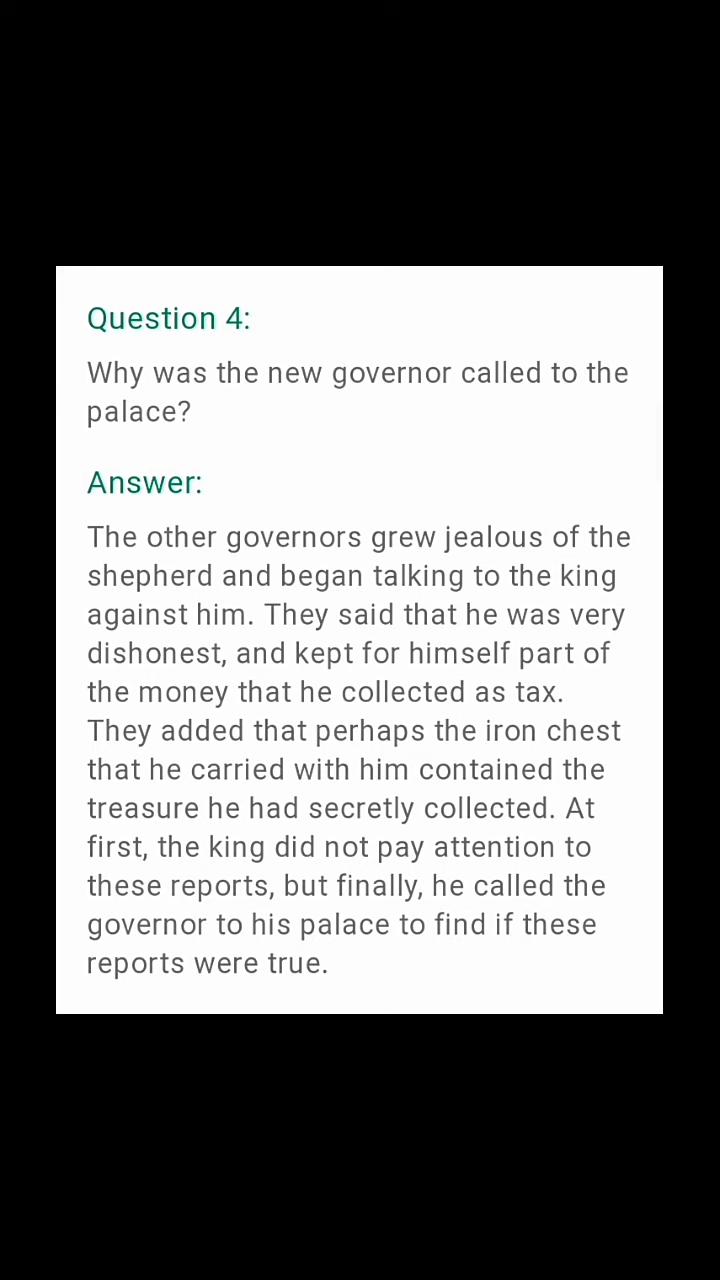 Question 4:
Why was the new governor called to the
palace?
Answer:
The other governors grew jealous of the
shepherd and began talking to the king
against him. They said that he was very
dishonest, and kept for himself part of
the money that he collected as tax.
They added that perhaps the iron chest
that he carried with him contained the
treasure he had secretly collected. At
first, the king did not pay attention to
these reports, but finally, he called the
governor to his palace to find if these
reports were true.